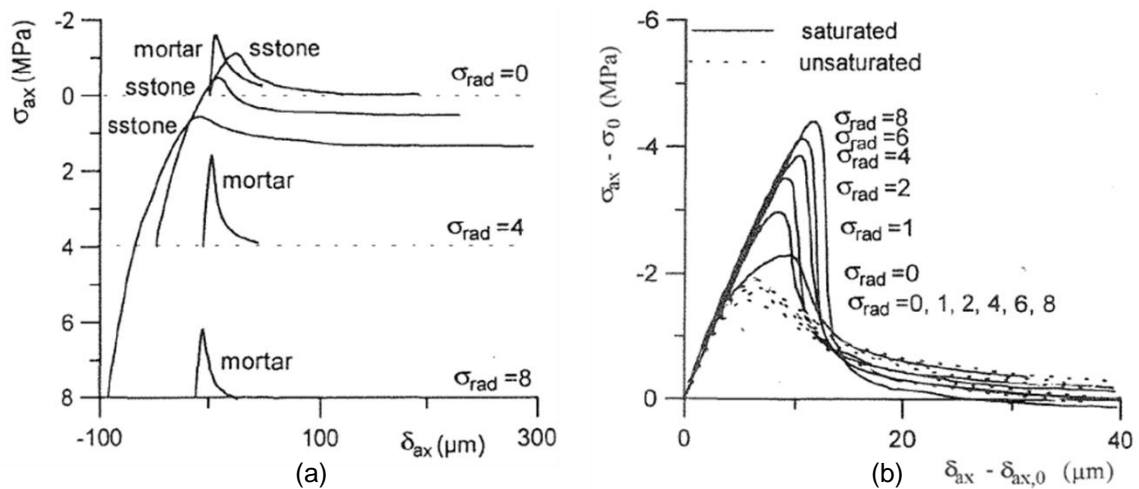 -2
0
2
4
6
8
σax (MPa)
mortar
sstone
sstone
sstone
mortar
mortar
σrad =0
σrad =4
σrad =8
-100
100
300
δax (µm)
(a)
-6
-4
-2
0
σax - σ0 (MPa)
saturated
unsaturated
σrad =8
σrad =6
σrad =4
σrad =2
σrad =1
σrad =0
σrad =0, 1, 2, 4, 6, 8
0
20
40
(b)
δax - δax,0 (µm)